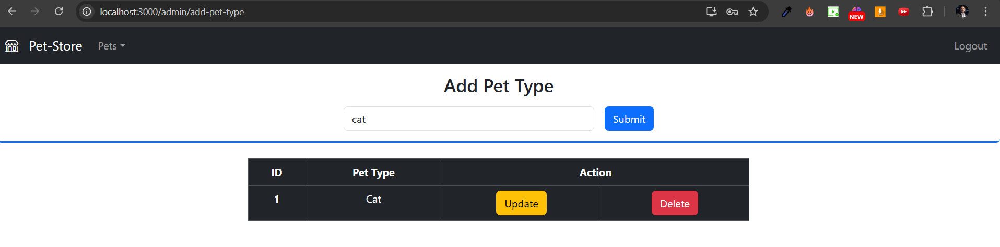 localhost:3000/admin/add-pet-type
NEW
Pet-Store Pets Logout
Add Pet Type
cat Submit
ID Pet Type Action
1 Cat Update Delete